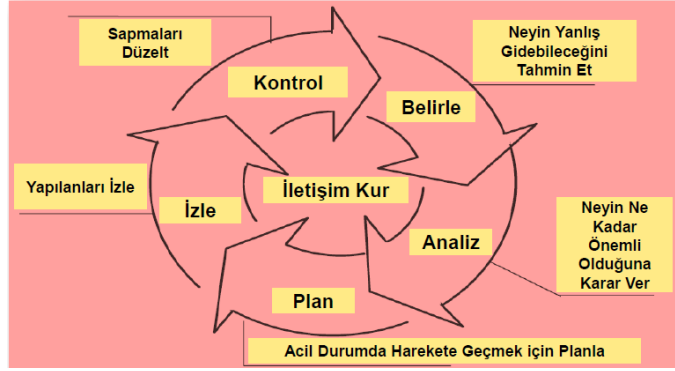 Sapmaları
Düzelt
Neyin Yanlış
Gidebileceğini
Tahmin Et
Kontrol
Belirle
Yapılanları İzle
İzle
İletişim Kur
Analiz
Neyin Ne
Kadar
Önemli
Olduğuna
Karar Ver
Plan
Acil Durumda Harekete Geçmek için Planla